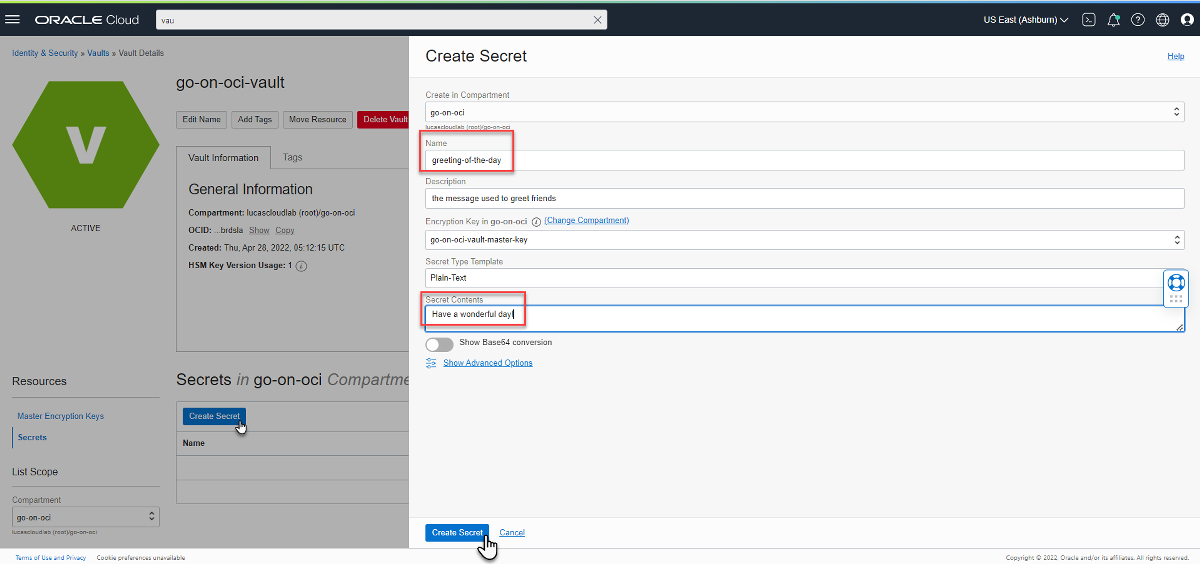 ORACLE Cloud
vau
US East (Ashburn)
Identity & Security » Vaults » Vault Details
V
ACTIVE
go-on-oci-vault
Edit Name Add Tags Move Resource Delete Vault
Vault Information Tags
General Information
Compartment: lucascloudlab (root)/go-on-oci
OCID: ...brdsla Show Copy
Created: Thu, Apr 28, 2022, 05:12:15 UTC
HSM Key Version Usage: 1
Resources
Master Encryption Keys
Secrets
List Scope
Compartment
go-on-oci
lucascloudlab (root)/go-on-oci
Secrets in go-on-oci Compartme
Create Secret
Name
Create Secret
Help
Create in Compartment
go-on-oci
lucascloudlab (root)/go-on-oci
Name
greeting-of-the-day
Description
the message used to greet friends
Encryption Key in go-on-oci (Change Compartment)
go-on-oci-vault-master-key
Secret Type Template
Plain-Text
Secret Contents
Have a wonderful day!
Show Base64 conversion
Show Advanced Options
Create Secret Cancel
Terms of Use and Privacy Cookie preferences unavailable
Copyright © 2022, Oracle and/or its affiliates. All rights reserved.